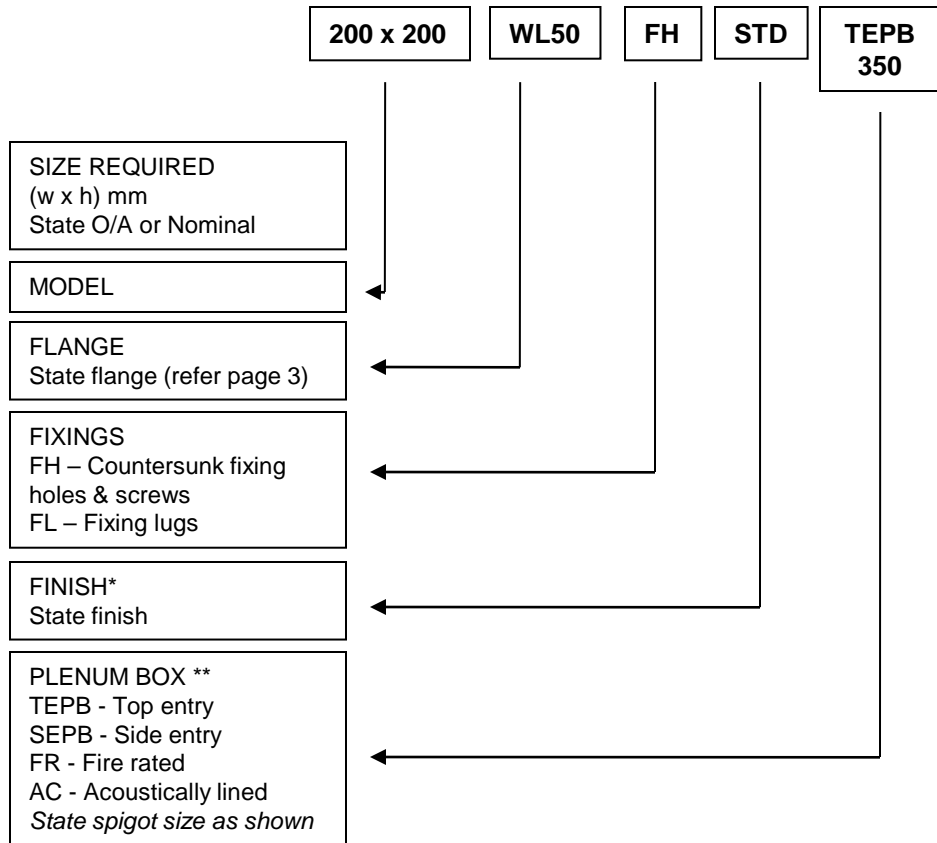 200 x 200
WL50
FH
STD
TEPB
350
SIZE REQUIRED
(w x h) mm
State O/A or Nominal
MODEL
FLANGE
State flange (refer page 3)
FIXINGS
FH – Countersunk fixing
holes & screws
FL – Fixing lugs
FINISH*
State finish
PLENUM BOX **
TEPB - Top entry
SEPB - Side entry
FR - Fire rated
AC - Acoustically lined
State spigot size as shown